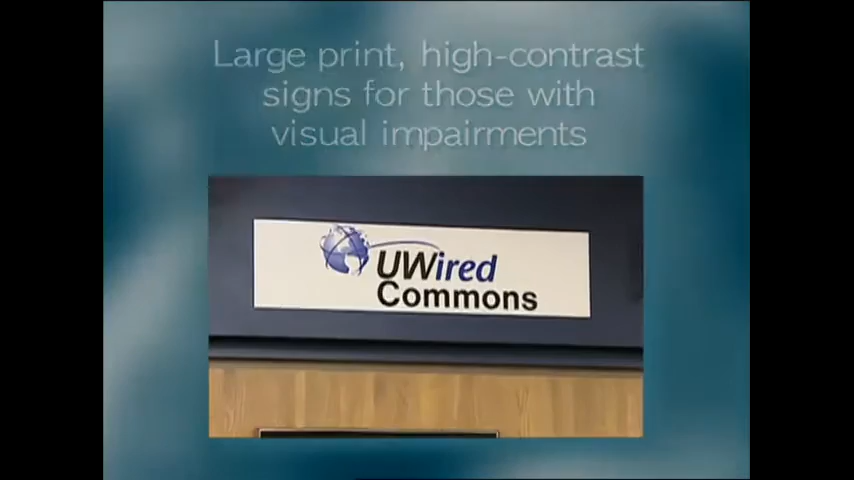 Large print, high-contrast
signs for those with
visual impairments
UWired
Commons